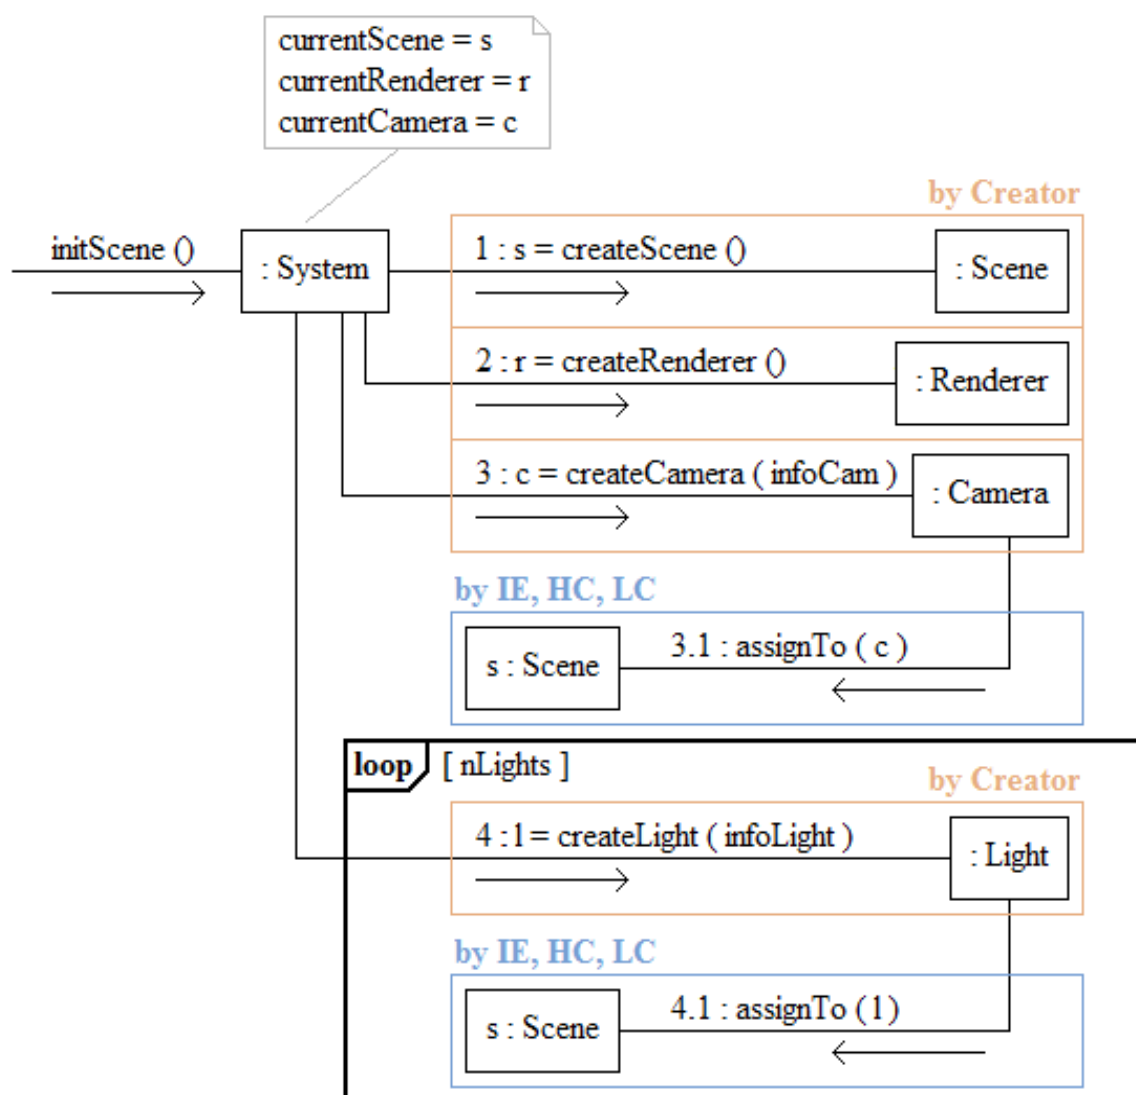 currentScene = s
currentRenderer = r
currentCamera = c
by Creator
initScene ()
: System
1 : s = createScene ()
: Scene
2 : r = createRenderer ()
: Renderer
3 : c = createCamera ( infoCam )
: Camera
by IE, HC, LC
s : Scene
3.1 : assignTo ( c )
loop [ nLights ]
by Creator
4 : l = createLight ( infoLight )
: Light
by IE, HC, LC
s : Scene
4.1 : assignTo ( l )